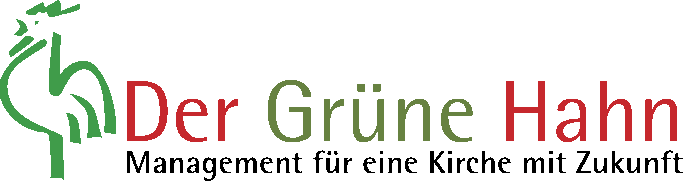 Der Grüne Hahn
Management für eine Kirche mit Zukunft